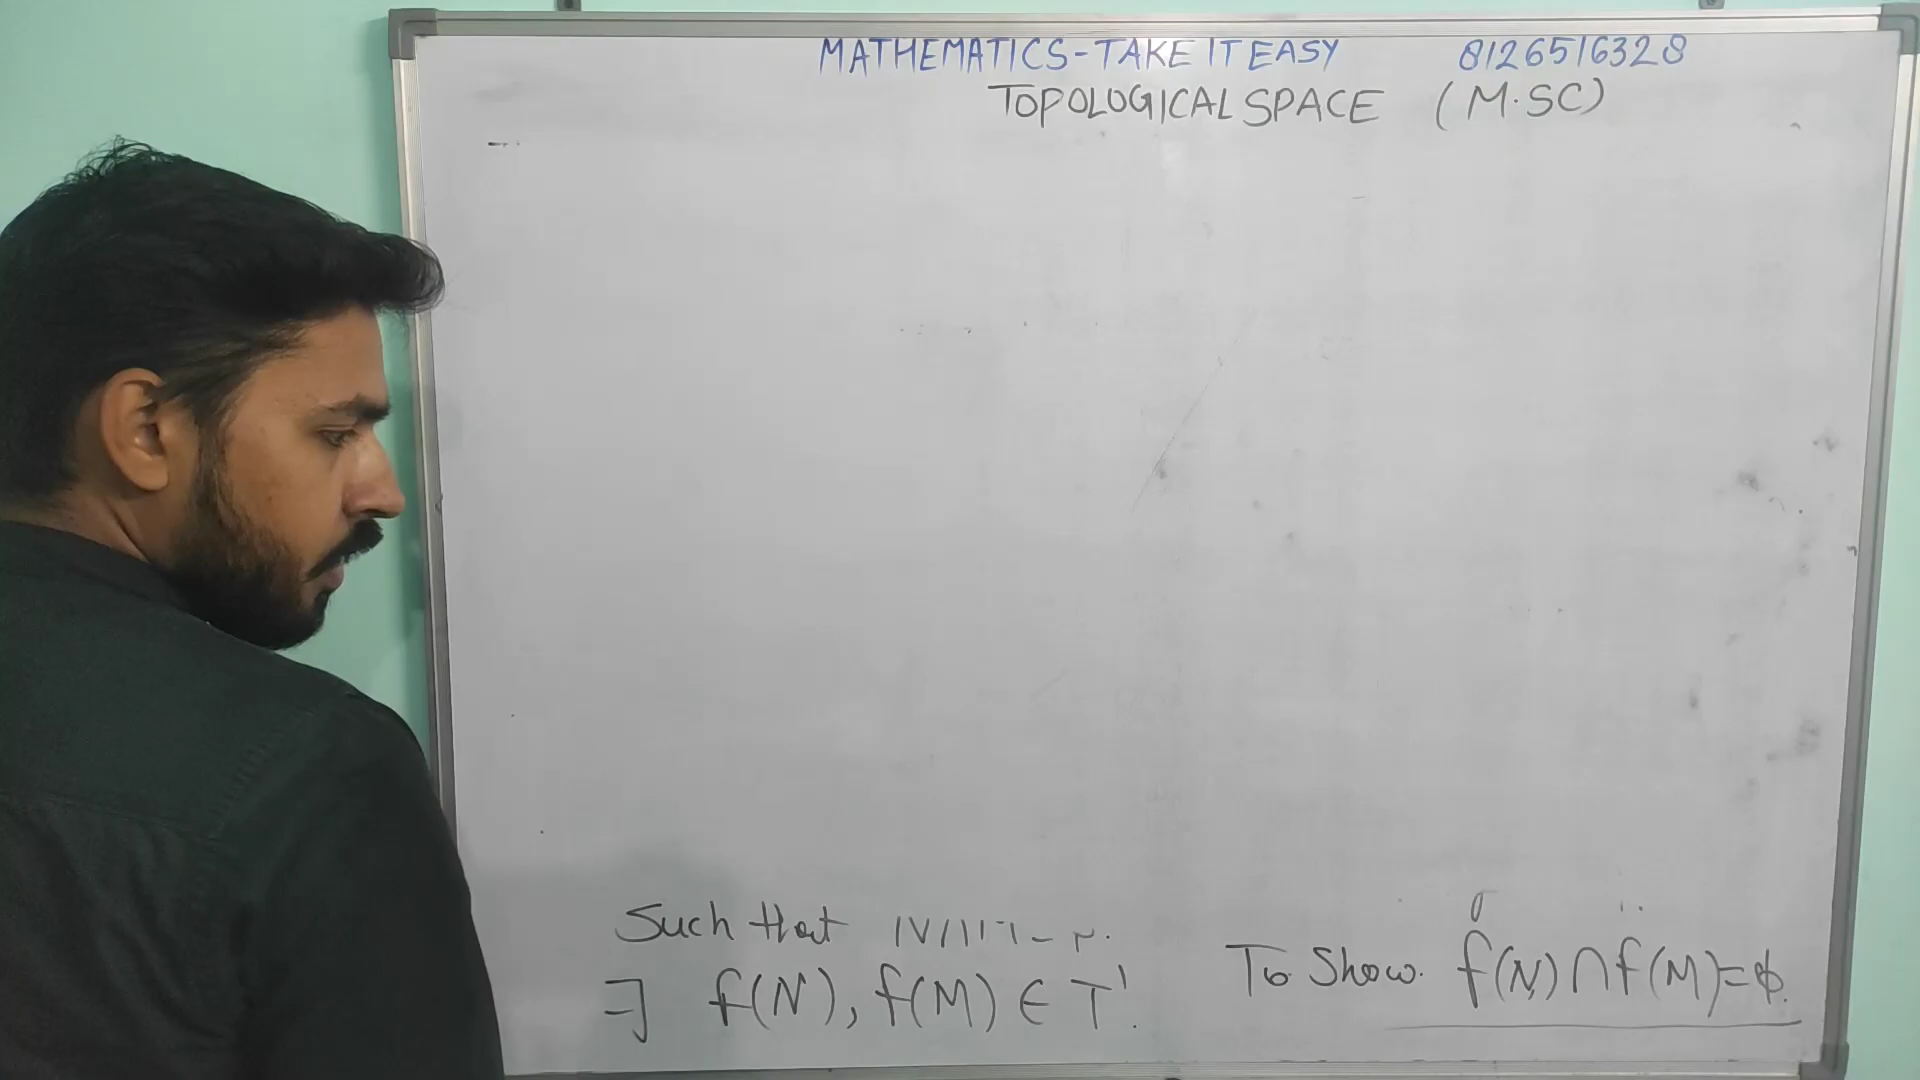 MATHEMATICS-TAKE IT EASY 8126516328
TOPOLOGICAL SPACE (M.SC)
Such that
∃ f(N), f(M) ∈ T'.
To Show. f(N)∩f(M)=ϕ.